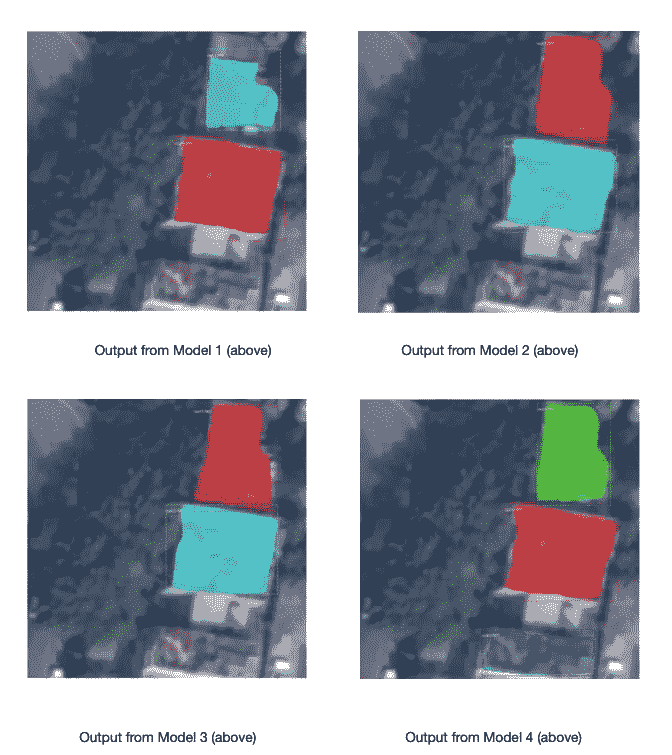 Output from Model 1 (above)
Output from Model 2 (above)
Output from Model 3 (above)
Output from Model 4 (above)